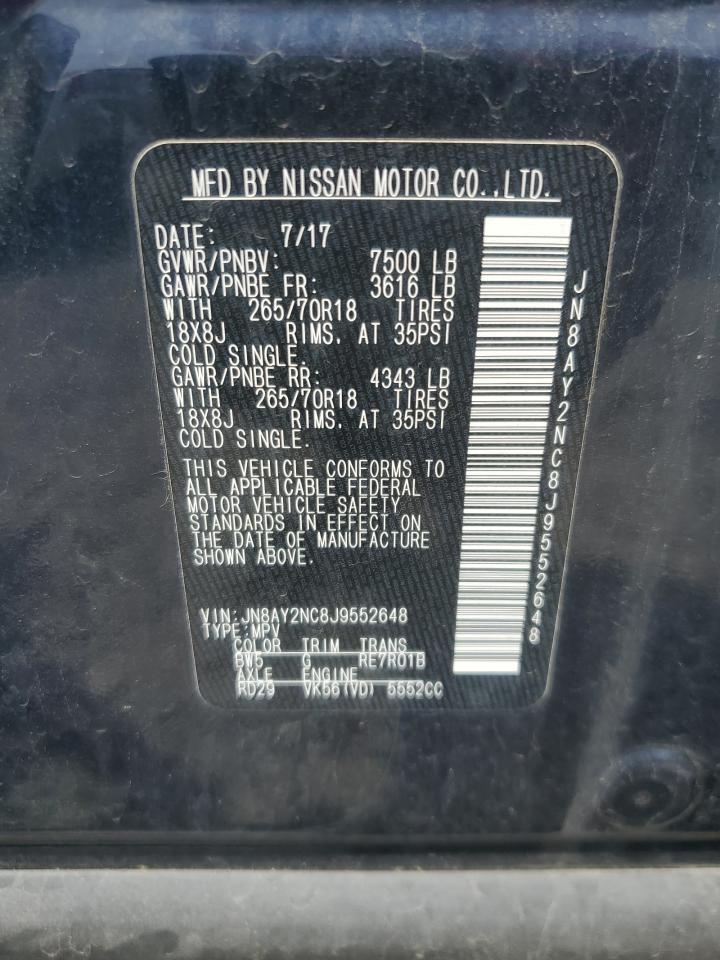 MFD BY NISSAN MOTOR CO.,LTD.
DATE: 7/17
GVWR/PNBV: 7500 LB
GAWR/PNBE FR: 3616 LB
WITH 265/70R18 TIRES
18X8J RIMS, AT 35PSI
COLD SINGLE.
GAWR/PNBE RR: 4343 LB
WITH 265/70R18 TIRES
18X8J RIMS, AT 35PSI
COLD SINGLE.
THIS VEHICLE CONFORMS TO
ALL APPLICABLE FEDERAL
MOTOR VEHICLE SAFETY
STANDARDS IN EFFECT ON
THE DATE OF MANUFACTURE
SHOWN ABOVE.
VIN:JN8AY2NC8J9552648
TYPE:MPV
COLOR TRIM TRANS
BW5 G RE7R01B
AXLE ENGINE
RD29 VK56(VD) 5552CC
JN8AY2NC8J9552648